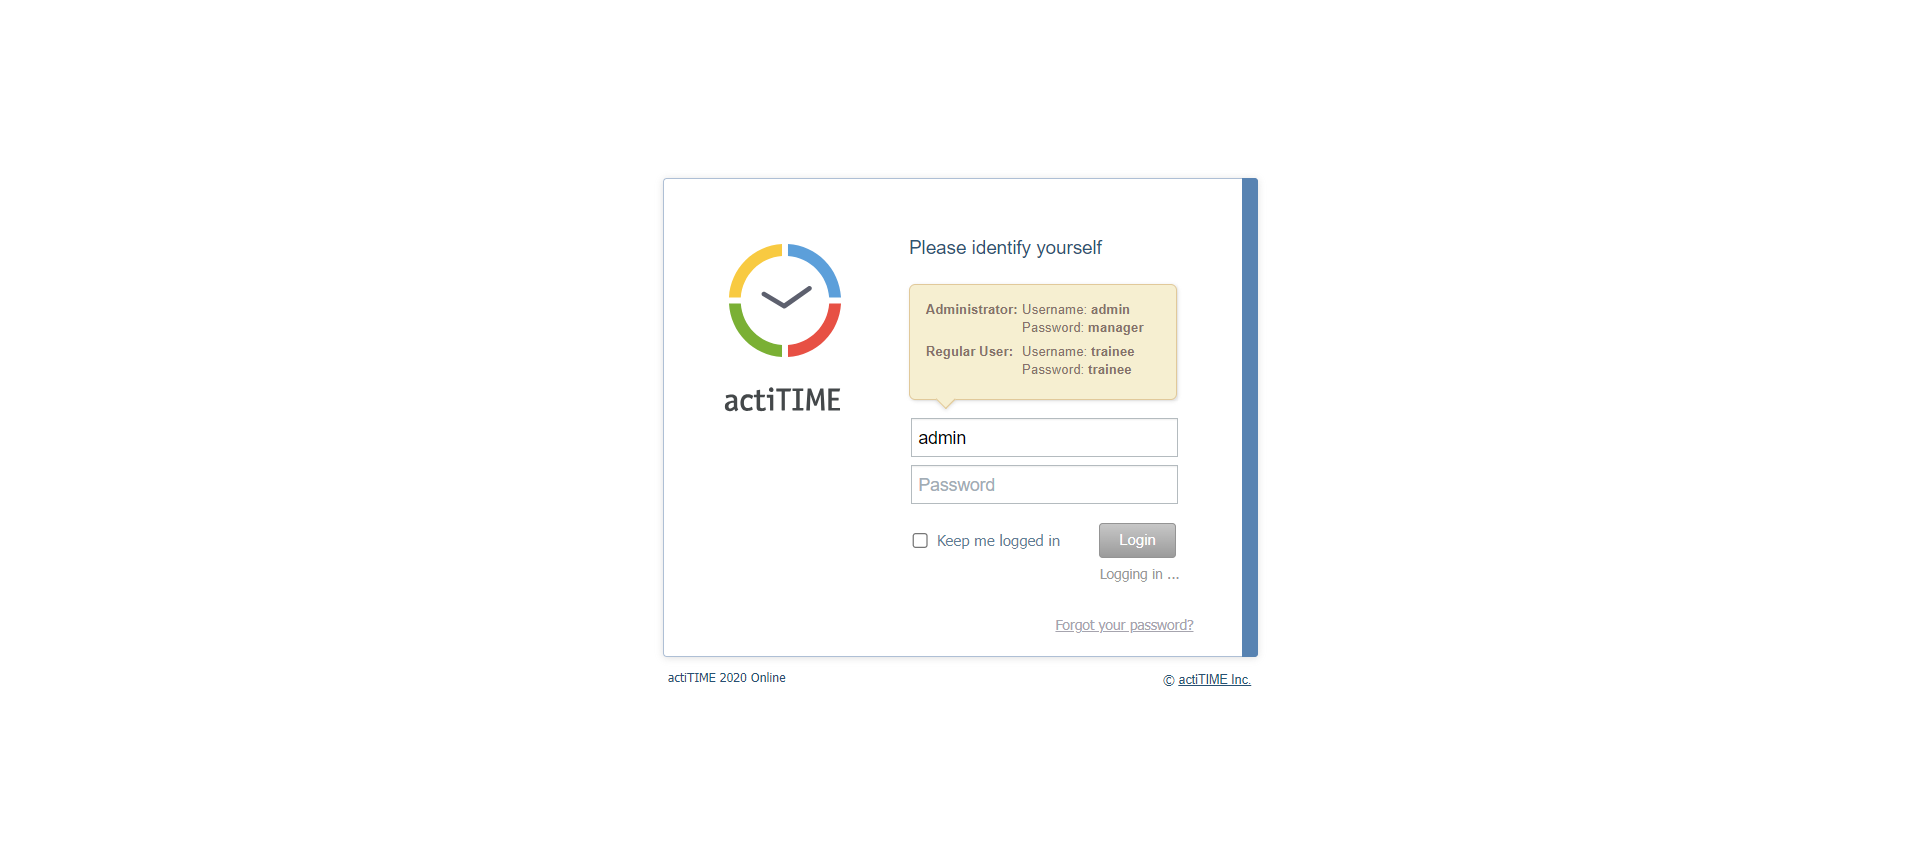 Please identify yourself
Administrator: Username: admin
Password: manager
Regular User: Username: trainee
Password: trainee
actiTIME
admin
Password
Keep me logged in
Login
Logging in ...
Forgot your password?
actiTIME 2020 Online
© actiTIME Inc.